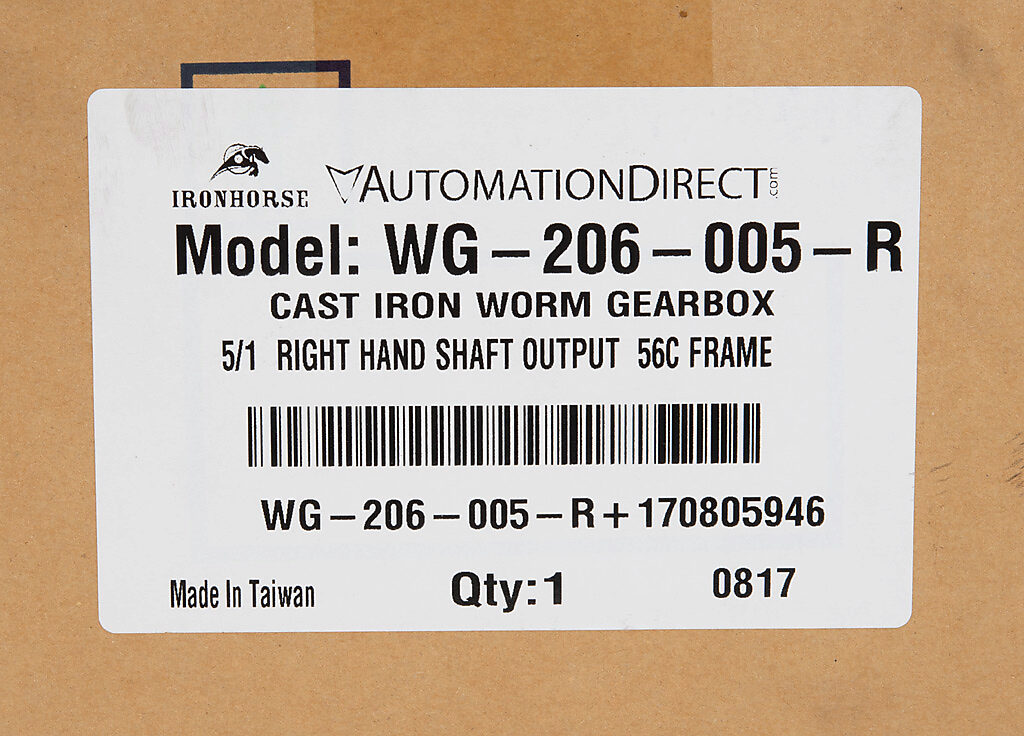 IRONHORSE
AUTOMATIONDIRECT.com
Model: WG-206-005-R
CAST IRON WORM GEARBOX
5/1 RIGHT HAND SHAFT OUTPUT 56C FRAME
WG-206-005-R+170805946
Made In Taiwan Qty:1 0817